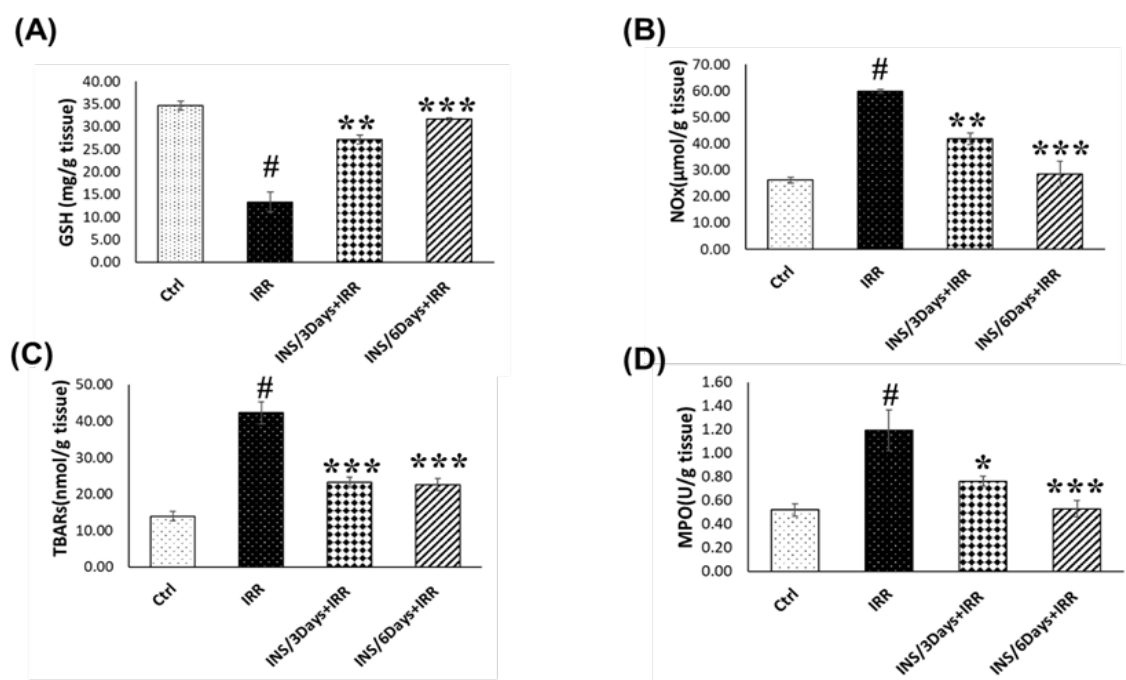 (A)
GSH (mg/g tissue)
40.00
35.00
30.00
25.00
20.00
15.00
10.00
5.00
0.00
#
**
***
Ctrl
IRR
INS/3Days+IRR
INS/6Days+IRR
(B)
NOx(µmol/g tissue)
70.00
60.00
50.00
40.00
30.00
20.00
10.00
0.00
#
**
***
Ctrl
IRR
INS/3Days+IRR
INS/6Days+IRR
(C)
TBARs(nmol/g tissue)
50.00
40.00
30.00
20.00
10.00
0.00
#
***
***
Ctrl
IRR
INS/3Days+IRR
INS/6Days+IRR
(D)
MPO(U/g tissue)
1.60
1.40
1.20
1.00
0.80
0.60
0.40
0.20
0.00
#
*
***
Ctrl
IRR
INS/3Days+IRR
INS/6Days+IRR